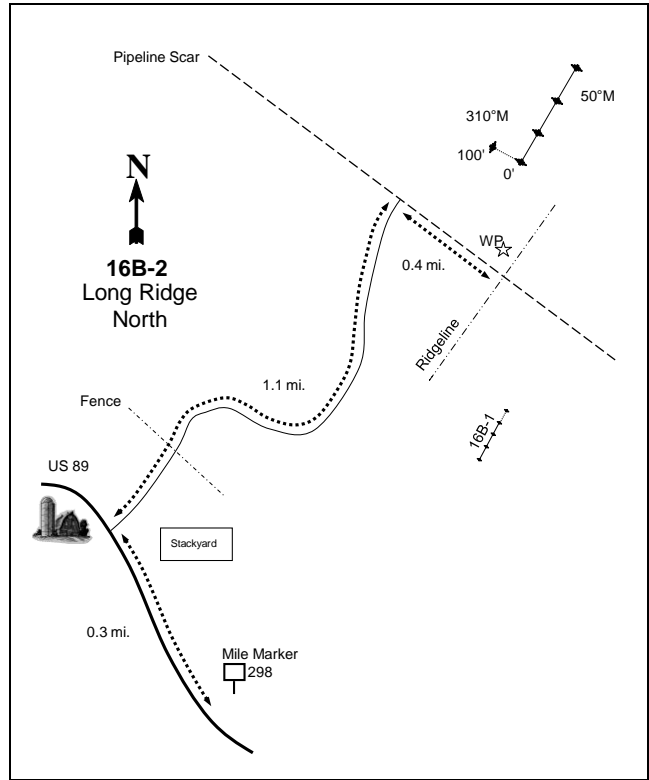 Pipeline Scar
50°M
310°M
100'
0'
N
16B-2
Long Ridge
North
WP
0.4 mi.
Ridgeline
1.1 mi.
Fence
16B-1
US 89
Stackyard
0.3 mi.
Mile Marker
298